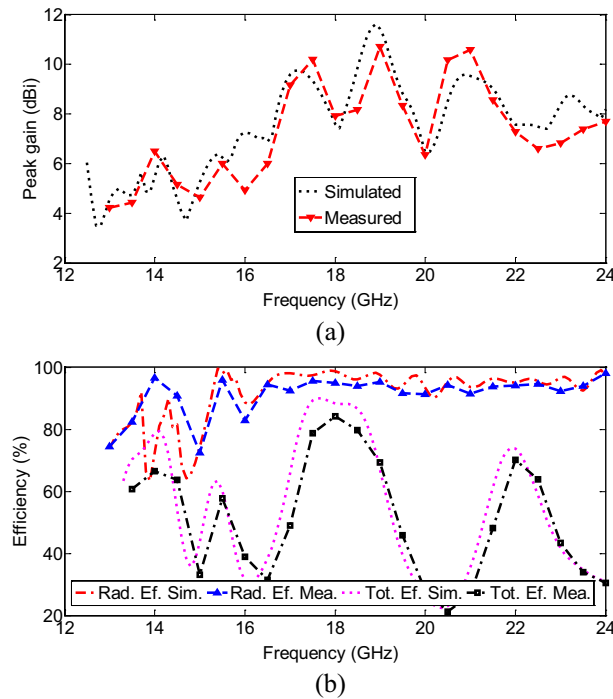 12
10
8
6
4
2
Peak gain (dBi)
Simulated
Measured
12 14 16 18 20 22 24
Frequency (GHz)
(a)
100
80
60
40
20
Efficiency (%)
Rad. Ef. Sim. Rad. Ef. Mea. Tot. Ef. Sim. Tot. Ef. Mea.
12 14 16 18 20 22 24
Frequency (GHz)
(b)